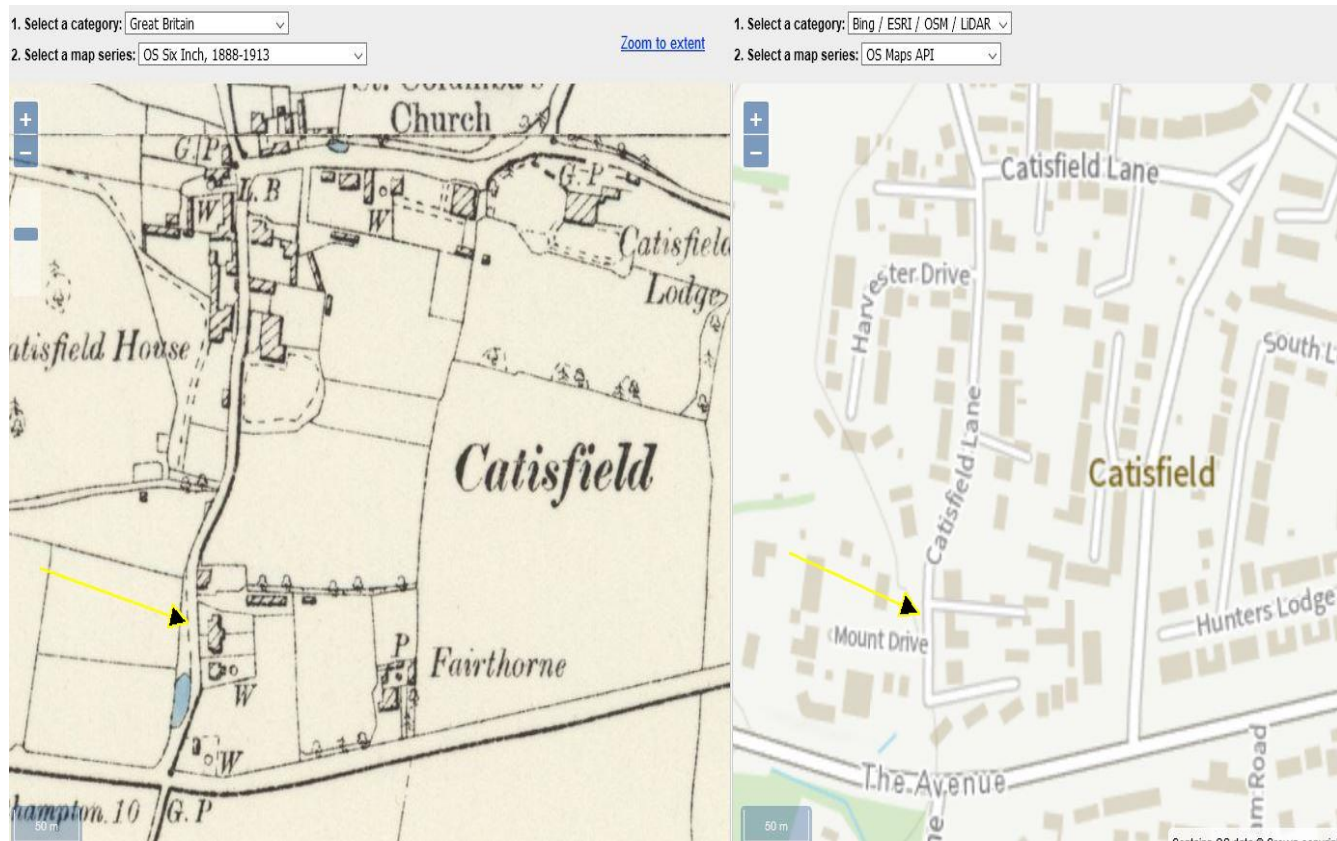 1. Select a category: Great Britain
2. Select a map series: OS Six Inch, 1888-1913
Zoom to extent
+
−
Church
G.P
L.B
W
W
G.P
Catisfield
Lodge
atisfield House
Catisfield
P
Fairthorne
W
W
hampton 10
G.P
50 m
1. Select a category: Bing / ESRI / OSM / LiDAR
2. Select a map series: OS Maps API
+
−
Catisfield Lane
Harvester Drive
South L
Catisfield Lane
Catisfield
Hunters Lodge
Mount Drive
The Avenue
am Road
ne
50 m